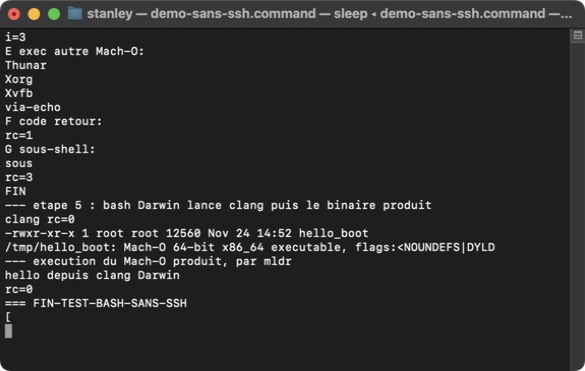 stanley — demo-sans-ssh.command — sleep ◂ demo-sans-ssh.command —...
i=3
E exec autre Mach-O:
Thunar
Xorg
Xvfb
via-echo
F code retour:
rc=1
G sous-shell:
sous
rc=3
FIN
--- etape 5 : bash Darwin lance clang puis le binaire produit
clang rc=0
-rwxr-xr-x 1 root root 12560 Nov 24 14:52 hello_boot
/tmp/hello_boot: Mach-O 64-bit x86_64 executable, flags:<NOUNDEFS|DYLD
--- execution du Mach-O produit, par mldr
hello depuis clang Darwin
rc=0
=== FIN-TEST-BASH-SANS-SSH
[